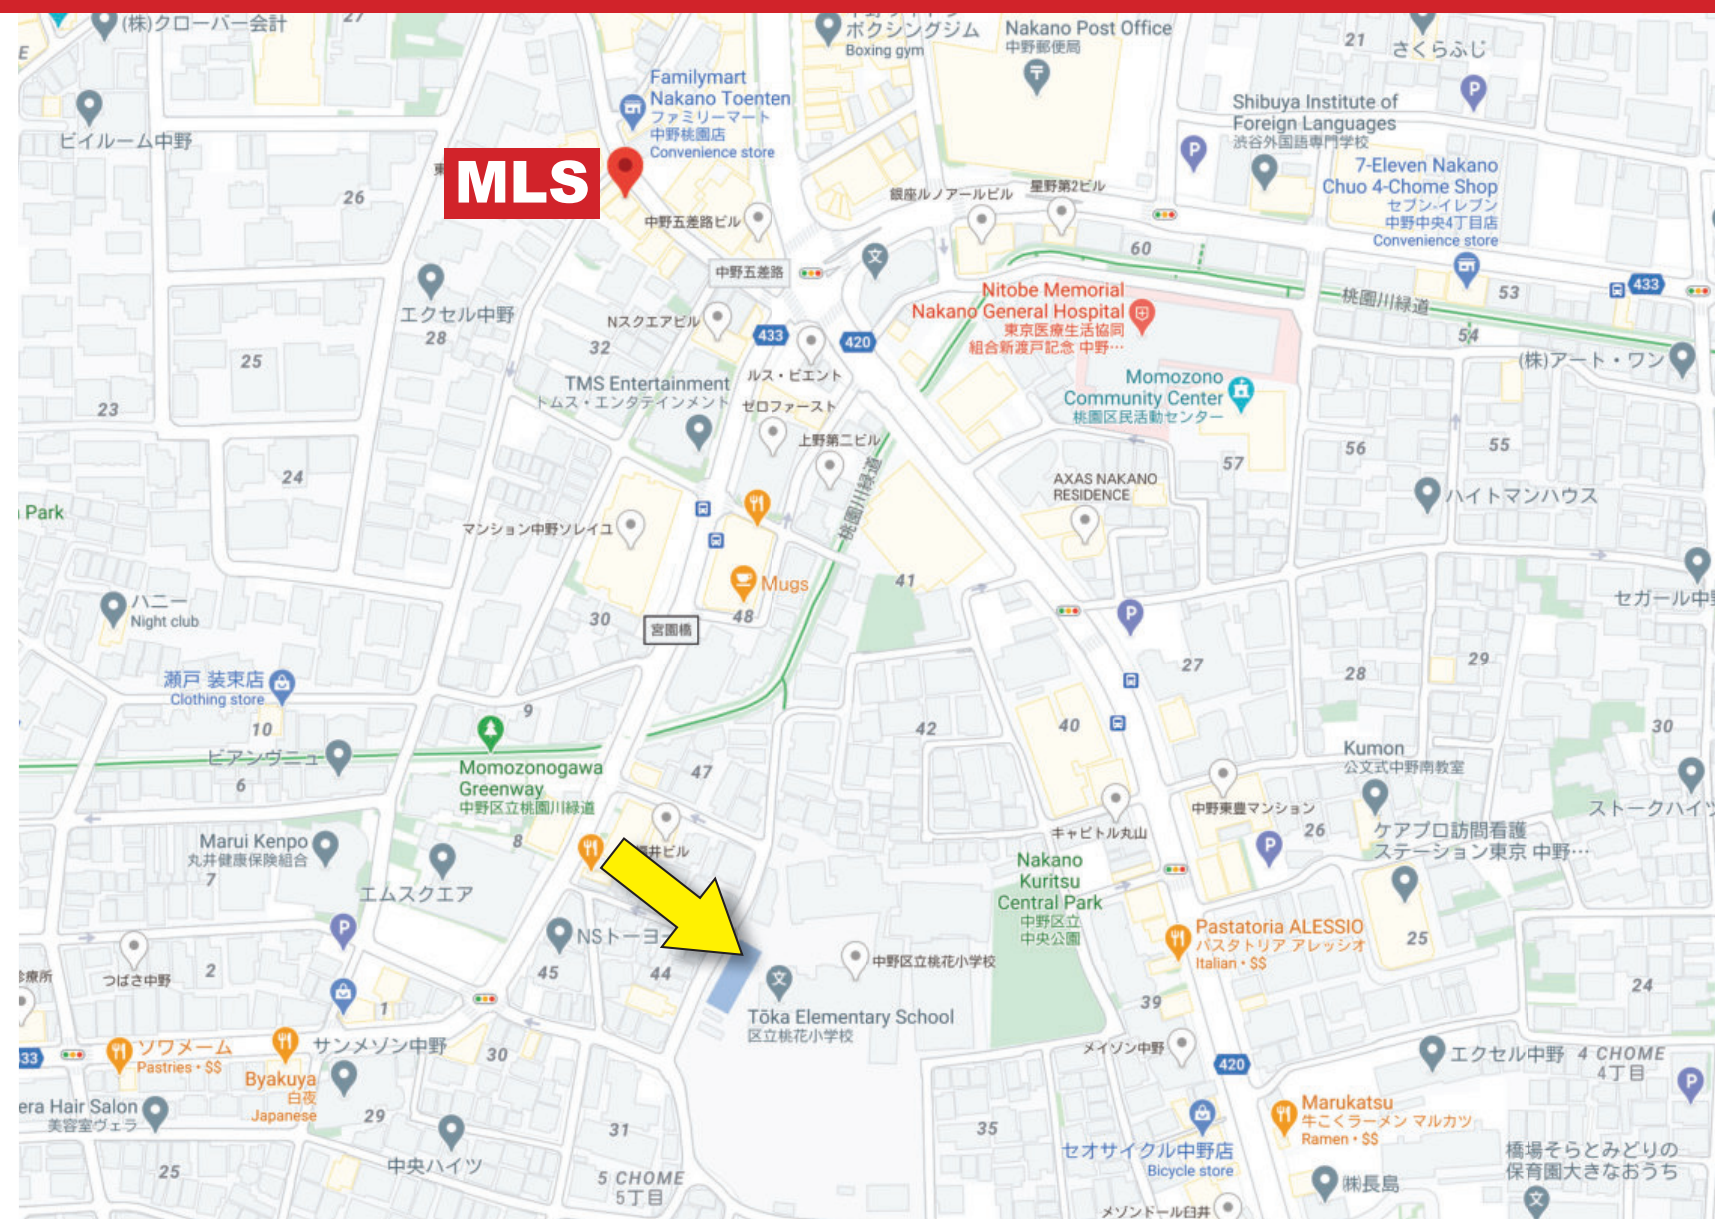 (株)クローバー会計
27
ボクシングジム
Boxing gym
Nakano Post Office
中野郵便局
21
さくらふじ
E
ビイルーム中野
Familymart
Nakano Toenten
ファミリーマート
中野桃園店
Convenience store
P
Shibuya Institute of
Foreign Languages
渋谷外国語専門学校
P
7-Eleven Nakano
Chuo 4-Chome Shop
セブン-イレブン
中野中央4丁目店
Convenience store
MLS
26
中野五差路ビル
銀座ルノアールビル
星野第2ビル
60
中野五差路
文
エクセル中野
28
Nスクエアビル
32
433
420
Nitobe Memorial
Nakano General Hospital
東京医療生活協同
組合新渡戸記念 中野…
桃園川緑道
53
433
54
(株)アート・ワン
25
23
24
TMS Entertainment
トムス・エンタテインメント
ルス・ビエント
ゼロファースト
上野第二ビル
Momozono
Community Center
桃園区民活動センター
57
56
55
AXAS NAKANO
RESIDENCE
ハイトマンハウス
Park
マンション中野ソレイユ
桃園川緑道
Mugs
48
41
30
宮園橋
ハニー
Night club
セガール中野
P
27
28
29
30
瀬戸 装束店
Clothing store
10
9
ビアンヴニュ
6
42
40
47
Momozonogawa
Greenway
中野区立桃園川緑道
8
Kumon
公文式中野南教室
中野東豊マンション
26
ストークハイツ
Marui Kenpo
丸井健康保険組合
7
エムスクエア
井ビル
キャピトル丸山
P
ケアプロ訪問看護
ステーション東京 中野…
Nakano
Kuritsu
Central Park
中野区立
中央公園
Pastatoria ALESSIO
パスタトリア アレッシオ
Italian • $$
25
P
NSトーヨ
45
44
中野区立桃花小学校
つばさ中野
2
1
診療所
文
Tōka Elementary School
区立桃花小学校
39
24
33
ソワメーム
Pastries • $$
サンメゾン中野
30
Byakuya
白夜
Japanese
29
メイゾン中野
420
エクセル中野
4 CHOME
4丁目
P
era Hair Salon
美容室ヴェラ
中央ハイツ
31
35
セオサイクル中野店
Bicycle store
Marukatsu
牛こくラーメン マルカツ
Ramen • $$
橋場そらとみどりの
保育園大きなおうち
文
25
5 CHOME
5丁目
㈱長島
メゾンドール臼井